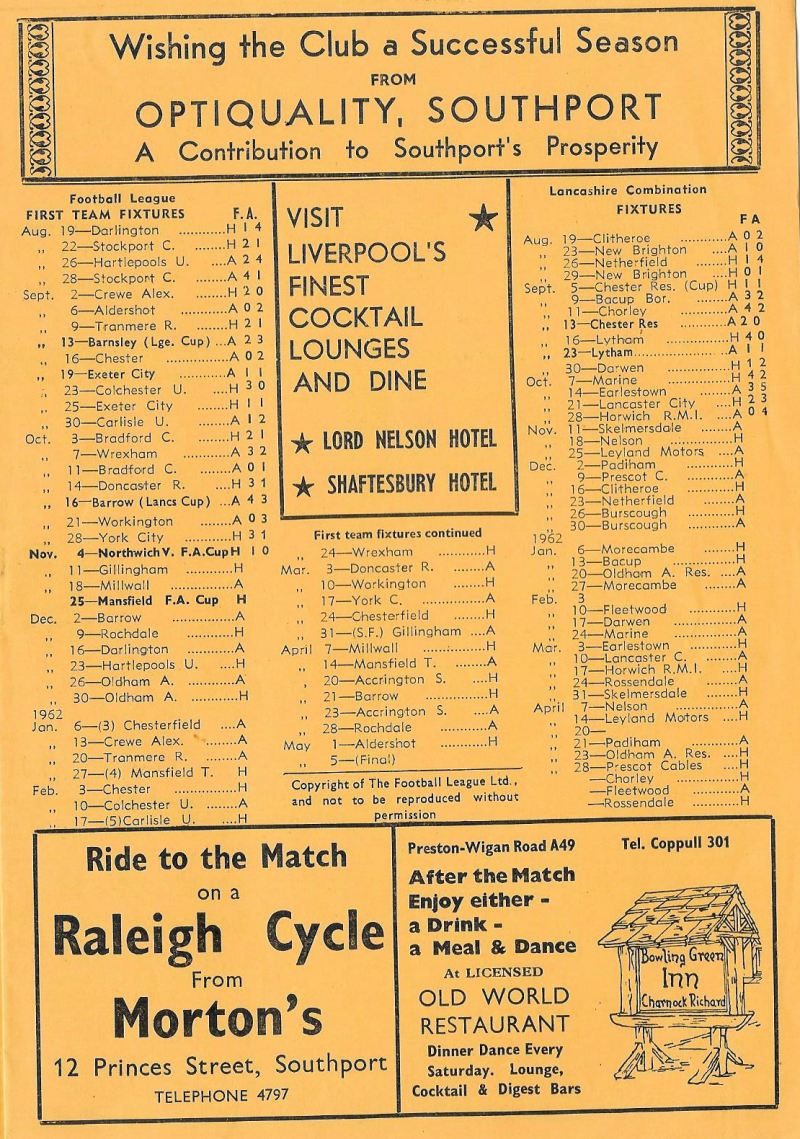 Wishing the Club a Successful Season
FROM
OPTIQUALITY, SOUTHPORT
A Contribution to Southport's Prosperity
Football League
FIRST TEAM FIXTURES F. A.
Aug. 19—Darlington ..........H 1 4
,, 22—Stockport C. ........H 2 1
,, 26—Hartlepools U. ....A 2 4
,, 28—Stockport C. ........A 4 1
Sept. 2—Crewe Alex. ........H 2 0
,, 6—Aldershot ............A 0 2
,, 9—Tranmere R. ........H 2 1
,, 13—Barnsley (Lge. Cup) ...A 2 3
,, 16—Chester ..............A 0 2
,, 19—Exeter City ..........A 1 1
,, 23—Colchester U. ......H 3 0
,, 25—Exeter City ..........H 1 1
,, 30—Carlisle U. ..........A 1 2
Oct. 3—Bradford C. ........H 2 1
,, 7—Wrexham ............A 3 2
,, 11—Bradford C. ..........A 0 1
,, 14—Doncaster R. ......H 3 1
,, 16—Barrow (Lancs Cup) ...A 4 3
,, 21—Workington ..........A 0 3
,, 28—York City ............H 3 1
Nov. 4—Northwich V. F.A.Cup H 1 0
,, 11—Gillingham ..........H
,, 18—Millwall ..............A
25—Mansfield F.A. Cup H
Dec. 2—Barrow ..............A
,, 9—Rochdale ............H
,, 16—Darlington ..........A
,, 23—Hartlepools U. ....H
,, 26—Oldham A. ..........A
,, 30—Oldham A. ..........H
1962
Jan. 6—(3) Chesterfield ....A
,, 13—Crewe Alex. ..........A
,, 20—Tranmere R. ........A
,, 27—(4) Mansfield T. H
Feb. 3—Chester ..............H
,, 10—Colchester U. ......A
,, 17—(5)Carlisle U. ......H
VISIT
LIVERPOOL'S
FINEST
COCKTAIL
LOUNGES
AND DINE
★ LORD NELSON HOTEL
★ SHAFTESBURY HOTEL
First team fixtures continued
,, 24—Wrexham ............H
Mar. 3—Doncaster R. ........A
,, 10—Workington ..........H
,, 17—York C. ..............A
,, 24—Chesterfield ........H
,, 31—(S.F.) Gillingham ....A
April 7—Millwall ............H
,, 14—Mansfield T. ........A
, 20—Accrington S. ......H
,, 21—Barrow ..............H
,, 23—Accrington S. ......A
,, 28—Rochdale ............A
May 1—Aldershot ............H
,, 5—(Final)
Copyright of The Football League Ltd.,
and not to be reproduced without
permission
Lancashire Combination
FIXTURES
F A
Aug. 19—Clitheroe ............A 0 2
,, 23—New Brighton ..........A 1 0
,, 26—Netherfield ..........H 1 4
,, 29—New Brighton ........H 0 1
Sept. 5—Chester Res. (Cup) H 1 1
,, 9—Bacup Bor. ..........A 3 2
,, 11—Chorley ..............A 4 2
,, 13—Chester Res ..........A 2 0
,, 16—Lytham ..............H 4 0
,, 23—Lytham..................A 1 1
,, 30—Darwen ..............H 1 2
Oct. 7—Marine ..............H 4 2
,, 14—Earlestown ..........A 3 5
,, 21—Lancaster City ......H 2 3
,, 28—Horwich R.M.I. ......A 0 4
Nov. 11—Skelmersdale ........A
,, 18—Nelson ..............H
,, 25—Leyland Motors ....A
Dec. 2—Padiham ............H
,, 9—Prescot C. ..........A
,, 16—Clitheroe ............H
,, 23—Netherfield ..........A
,, 26—Burscough ..........H
,, 30—Burscough ..........A
1962
Jan. 6—Morecambe ........H
,, 13—Bacup ................H
,, 20—Oldham A. Res. ....A
,, 27—Morecambe ..........A
Feb. 3
,, 10—Fleetwood ..........H
,, 17—Darwen ..............A
,, 24—Marine ..............A
Mar. 3—Earlestown ..........H
,, 10—Lancaster C. ........A
,, 17—Horwich R.M.I. ......H
,, 24—Rossendale ..........A
,, 31—Skelmersdale ........H
April 7—Nelson ..............A
,, 14—Leyland Motors ....H
,, 20—
,, 21—Padiham ............A
,, 23—Oldham A. Res. ....H
,, 28—Prescot Cables ....H
—Chorley ..............H
—Fleetwood ............A
—Rossendale ............H
Ride to the Match
on a
Raleigh Cycle
From
Morton's
12 Princes Street, Southport
TELEPHONE 4797
Preston-Wigan Road A49 Tel. Coppull 301
After the Match
Enjoy either -
a Drink -
a Meal & Dance
At LICENSED
OLD WORLD
RESTAURANT
Dinner Dance Every
Saturday. Lounge,
Cocktail & Digest Bars
Bowling Green
Inn
Charnock Richard